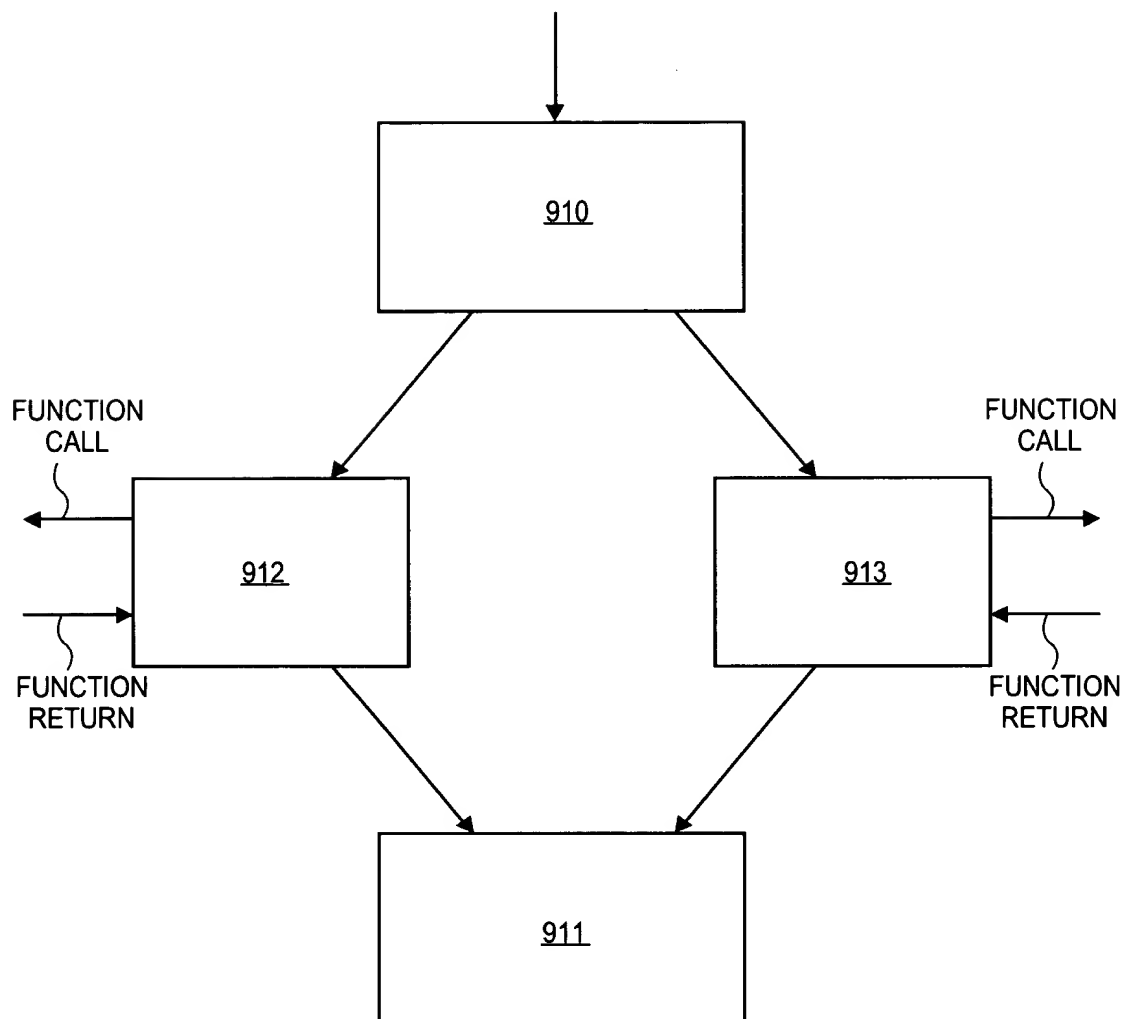 910
FUNCTION
CALL
FUNCTION
CALL
912
913
FUNCTION
RETURN
FUNCTION
RETURN
911